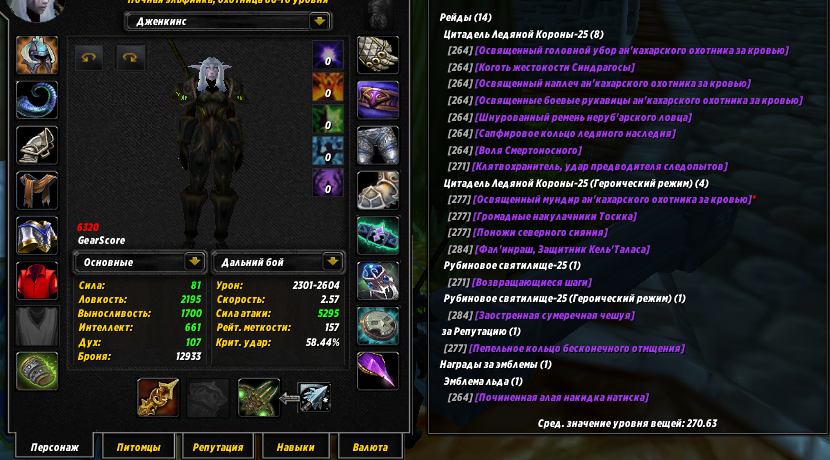 Ночная эльфийка, охотница 80-го уровня
Дженкинс
0
0
0
0
0
6320
GearScore
Основные
Дальний бой
Сила: 81
Ловкость: 2195
Выносливость: 1700
Интеллект: 661
Дух: 107
Броня: 12933
Урон: 2301-2604
Скорость: 2.57
Сила атаки: 5295
Рейт. меткости: 157
Крит. удар: 58.44%
Персонаж
Питомцы
Репутация
Навыки
Валюта
Рейды (14)
Цитадель Ледяной Короны-25 (8)
[264] [Освященный головной убор ан'кахарского охотника за кровью]
[264] [Коготь жестокости Синдрагосы]
[264] [Освященный наплеч ан'кахарского охотника за кровью]
[264] [Освященные боевые рукавицы ан'кахарского охотника за кровью]
[264] [Шнурованный ремень неруб'арского ловца]
[264] [Сапфировое кольцо ледяного наследия]
[264] [Воля Смертоносного]
[271] [Клятвохранитель, удар предводителя следопытов]
Цитадель Ледяной Короны-25 (Героический режим) (4)
[277] [Освященный мундир ан'кахарского охотника за кровью]*
[277] [Громадные накулачники Тоскка]
[277] [Поножи северного сияния]
[284] [Фал'инраш, Защитник Кель'Таласа]
Рубиновое святилище-25 (1)
[271] [Возвращающиеся шаги]
Рубиновое святилище-25 (Героический режим) (1)
[284] [Заостренная сумеречная чешуя]
за Репутацию (1)
[277] [Пепельное кольцо бесконечного отмщения]
Награды за эмблемы (1)
Эмблема льда (1)
[264] [Починенная алая накидка натиска]
Сред. значение уровня вещей: 270.63